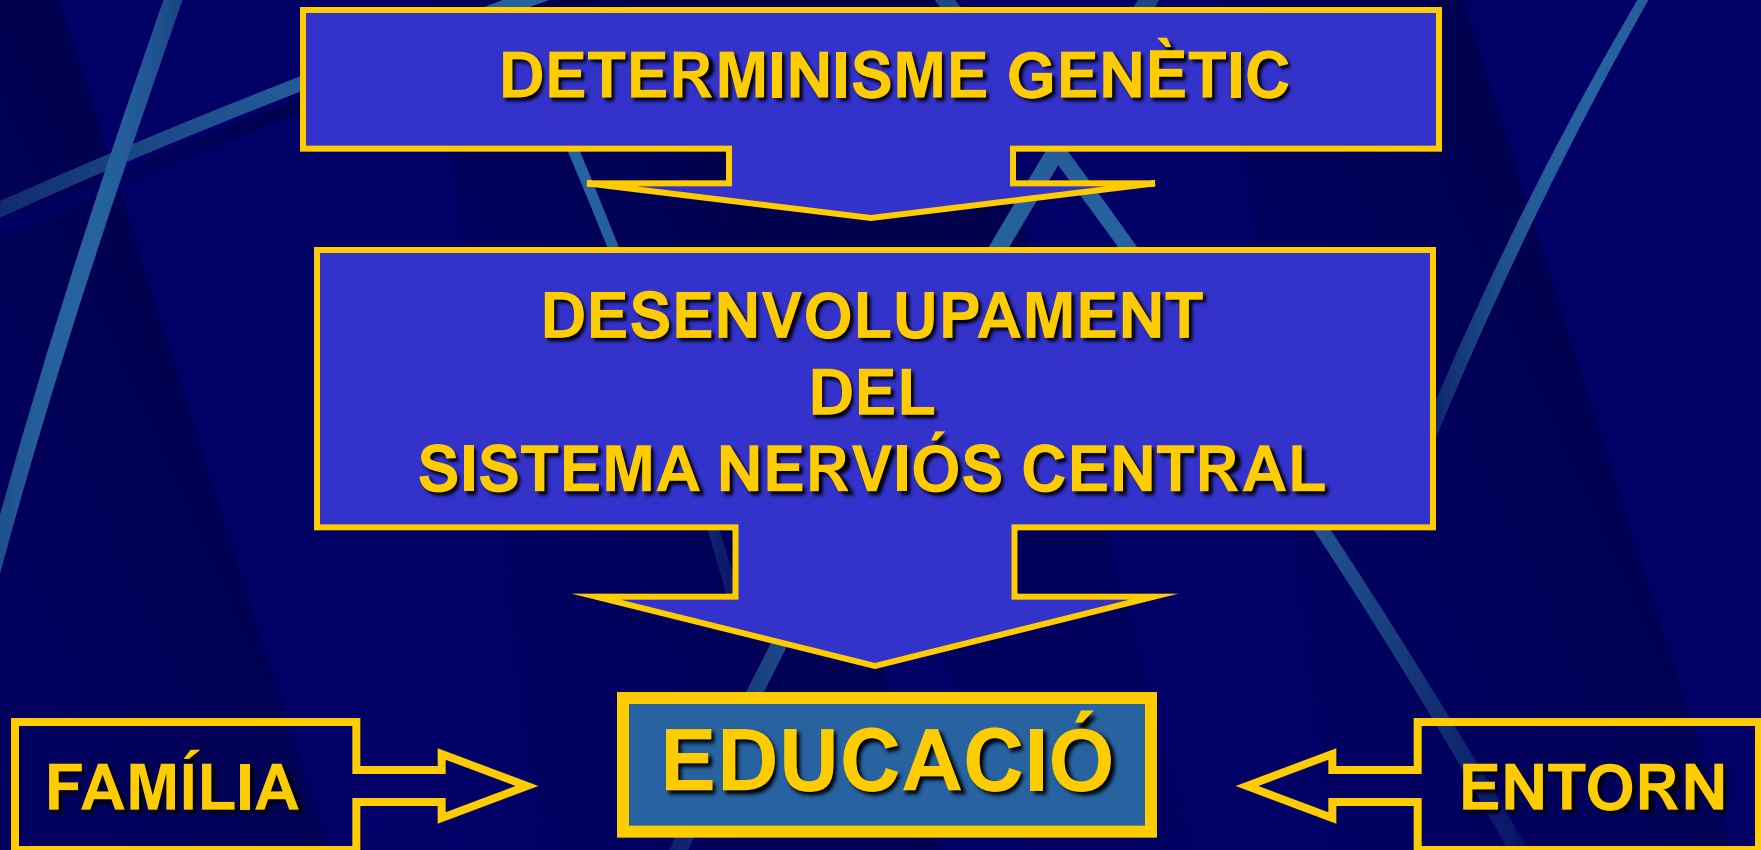 DETERMINISME GENÈTIC
DESENVOLUPAMENT
DEL
SISTEMA NERVIÓS CENTRAL
EDUCACIÓ
FAMÍLIA
ENTORN